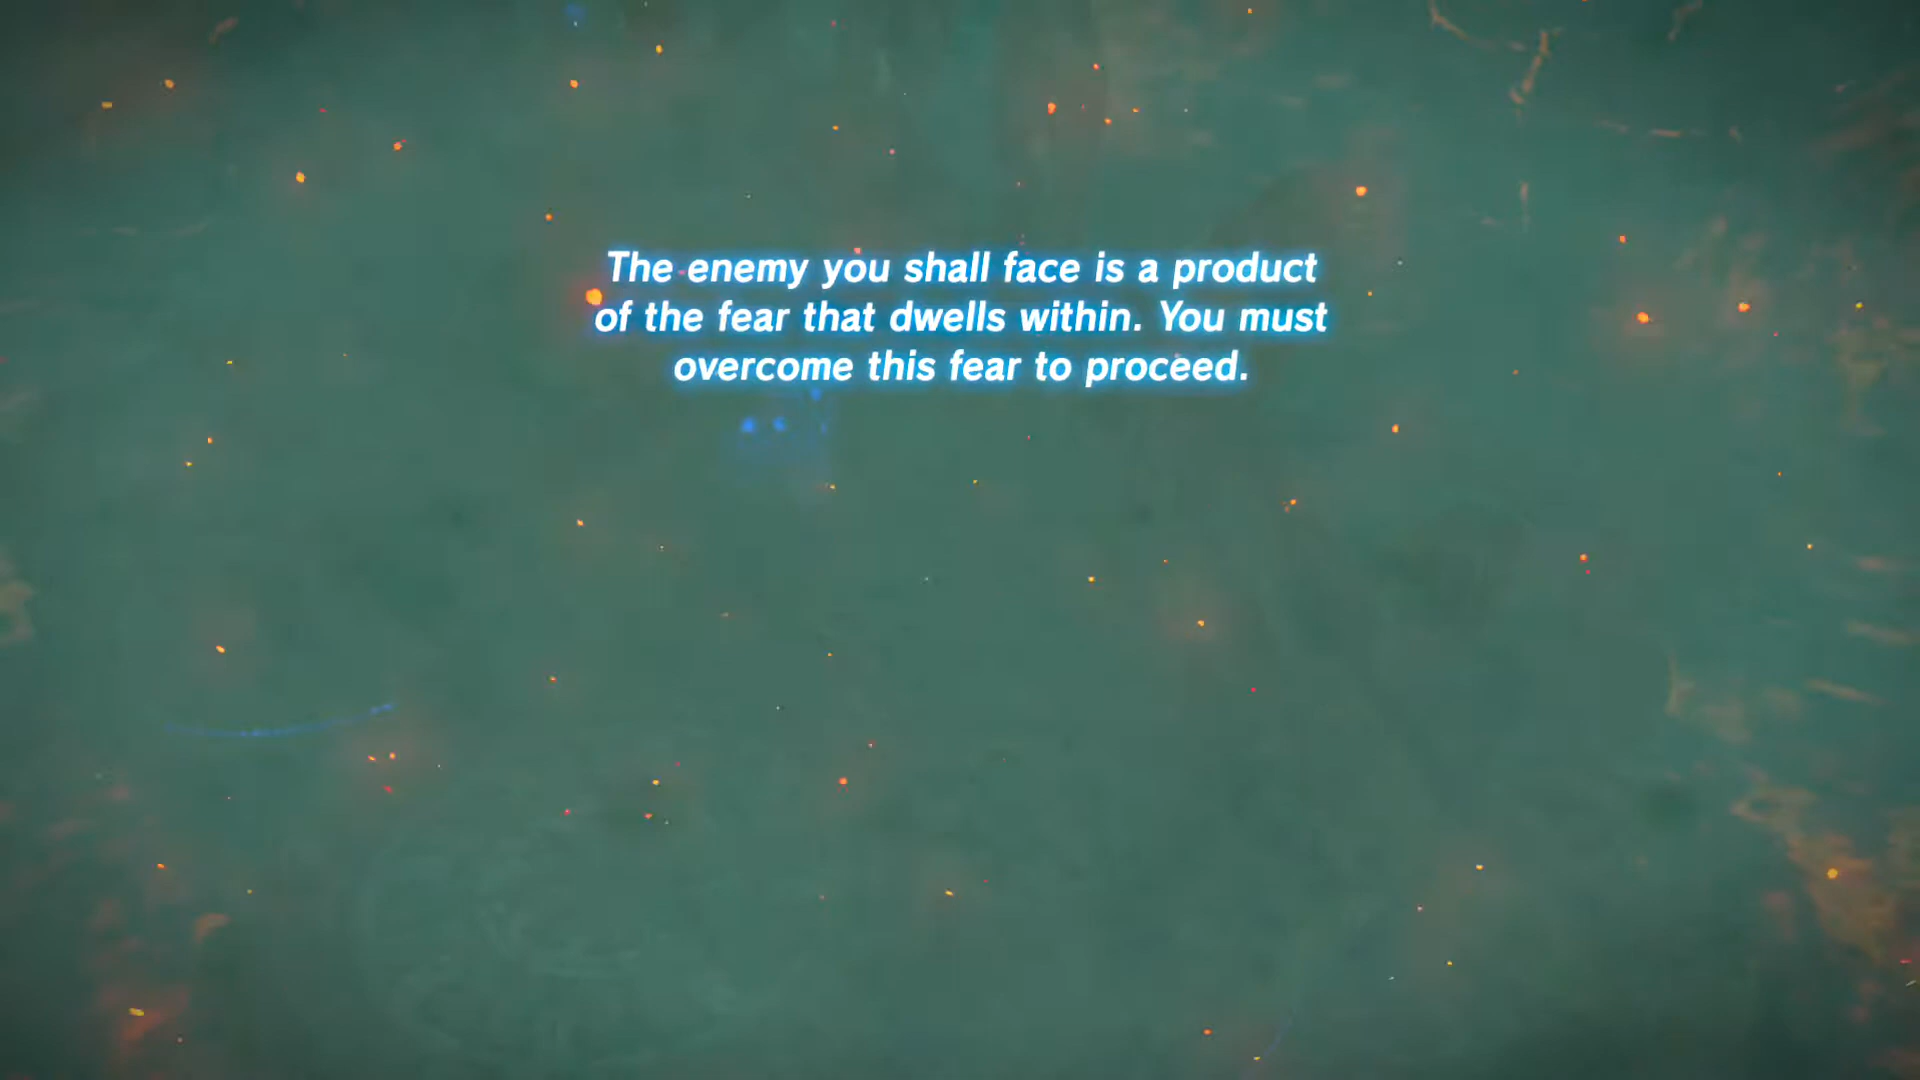 The enemy you shall face is a product
of the fear that dwells within. You must
overcome this fear to proceed.